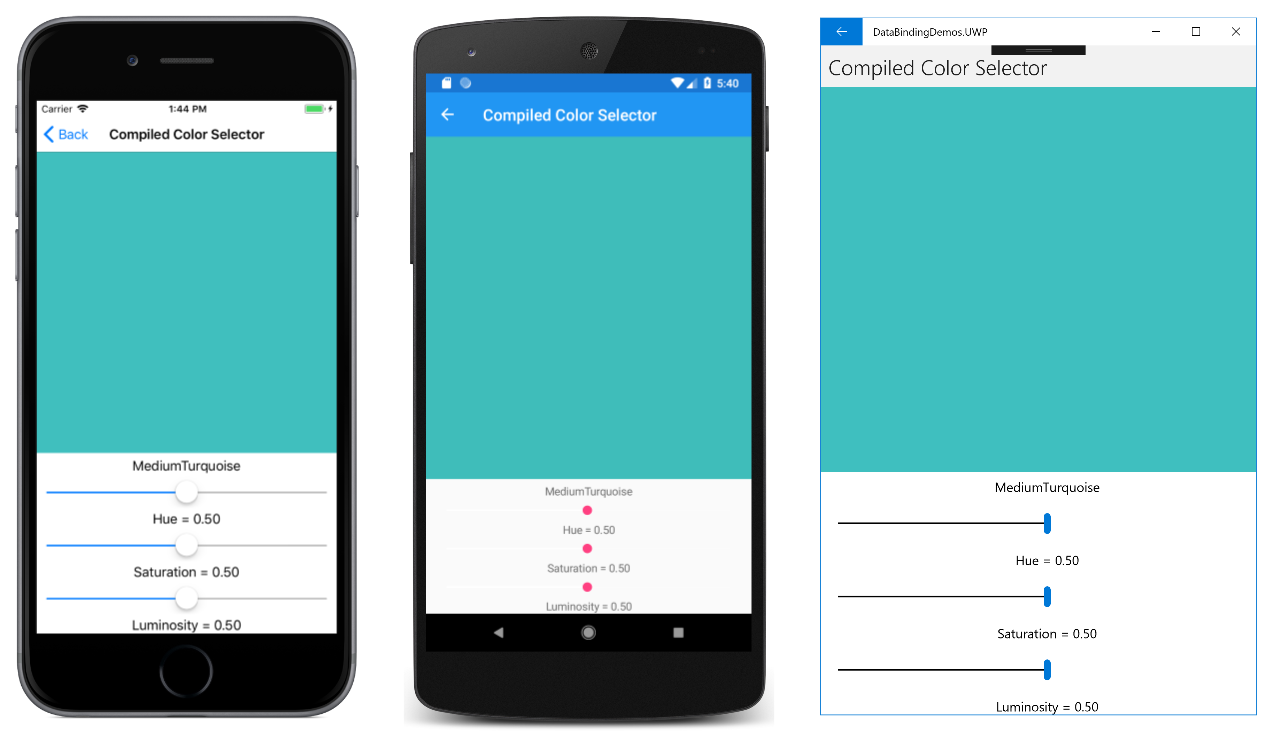 Carrier 1:44 PM
Back Compiled Color Selector
MediumTurquoise
Hue = 0.50
Saturation = 0.50
Luminosity = 0.50
5:40
Compiled Color Selector
MediumTurquoise
Hue = 0.50
Saturation = 0.50
Luminosity = 0.50
DataBindingDemos.UWP
Compiled Color Selector
MediumTurquoise
Hue = 0.50
Saturation = 0.50
Luminosity = 0.50